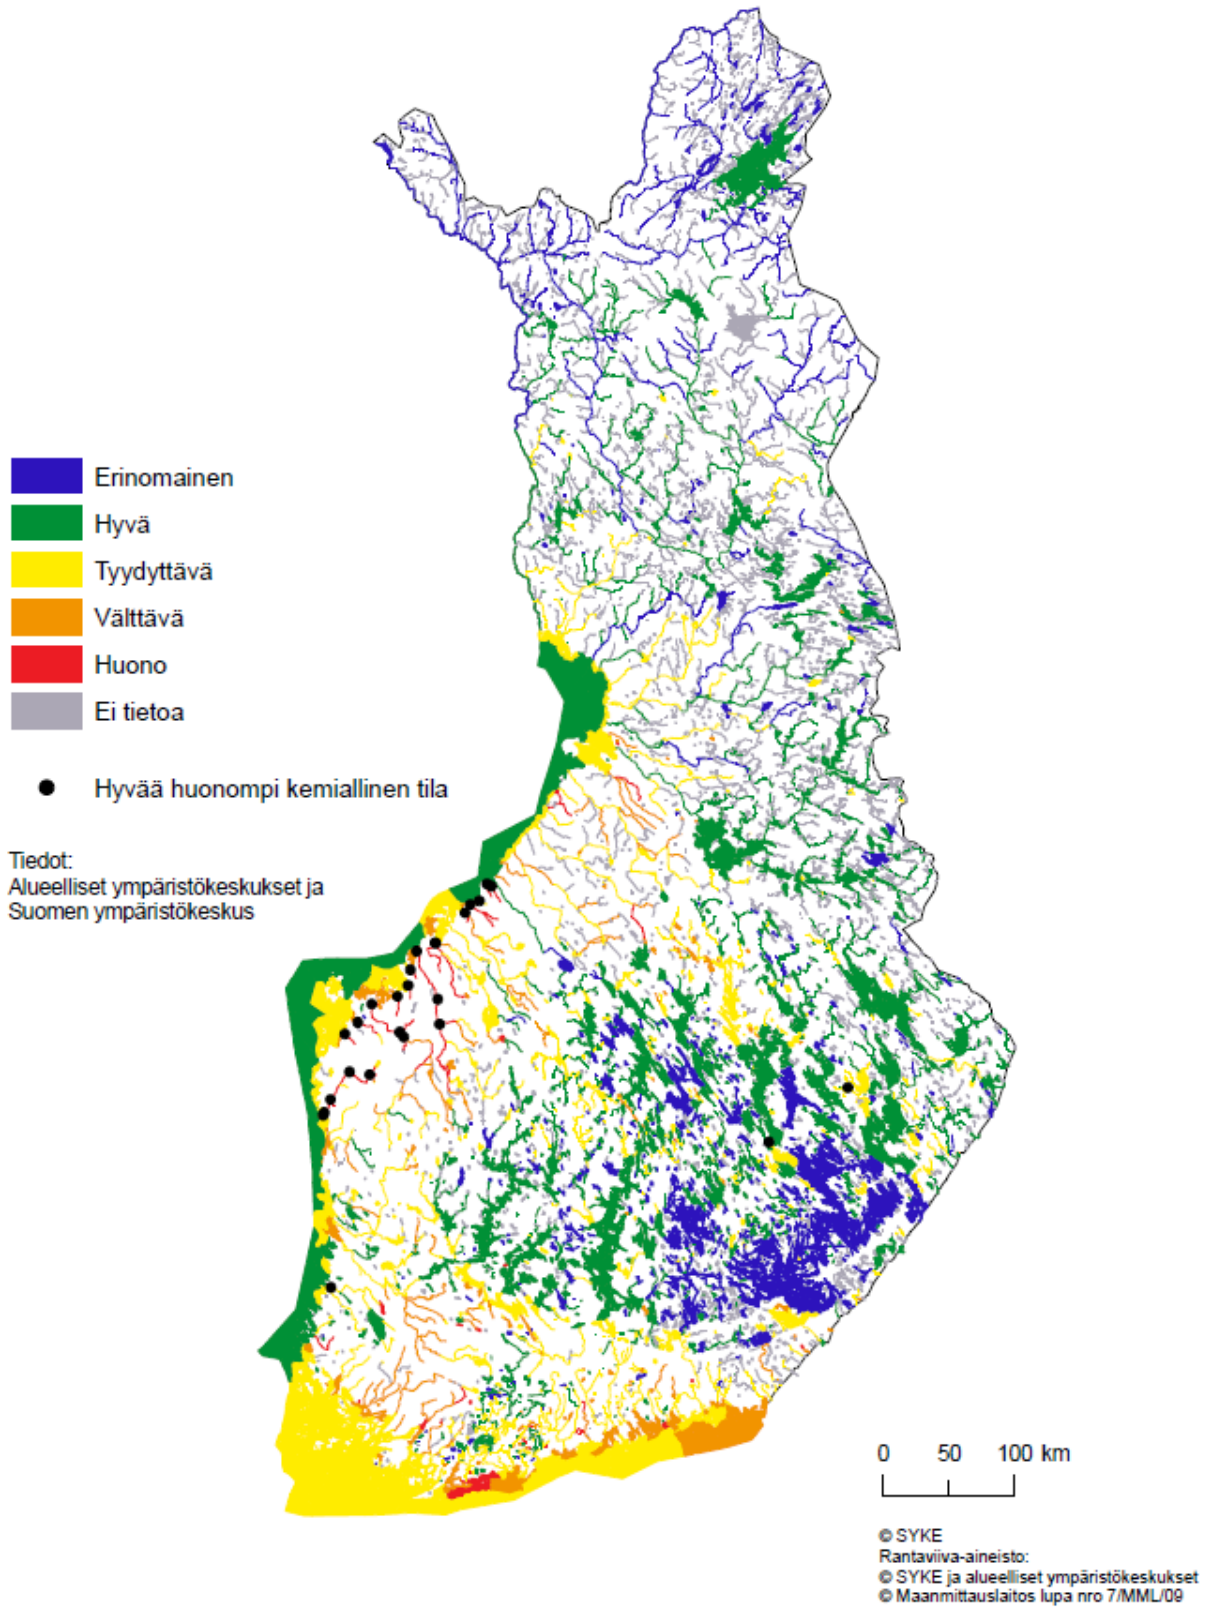 Erinomainen
Hyvä
Tyydyttävä
Välttävä
Huono
Ei tietoa
Hyvää huonompi kemiallinen tila
Tiedot:
Alueelliset ympäristökeskukset ja
Suomen ympäristökeskus
0 50 100 km
© SYKE
Rantaviiva-aineisto:
© SYKE ja alueelliset ympäristökeskukset
© Maanmittauslaitos lupa nro 7/MML/09